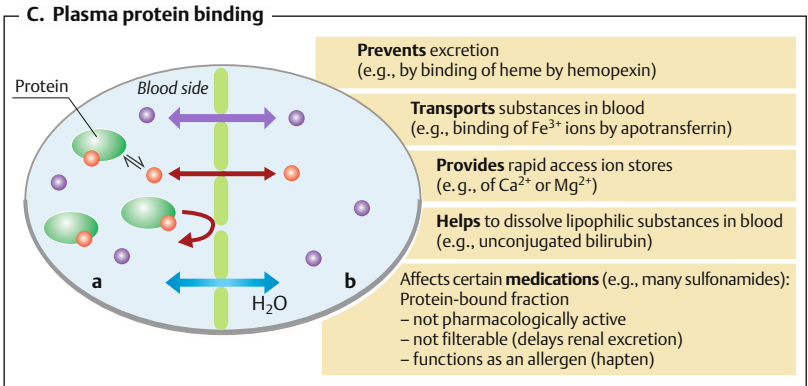 C. Plasma protein binding
Protein
Blood side
a
b
H₂O
Prevents excretion
(e.g., by binding of heme by hemopexin)
Transports substances in blood
(e.g., binding of Fe³⁺ ions by apotransferrin)
Provides rapid access ion stores
(e.g., of Ca²⁺ or Mg²⁺)
Helps to dissolve lipophilic substances in blood
(e.g., unconjugated bilirubin)
Affects certain medications (e.g., many sulfonamides):
Protein-bound fraction
– not pharmacologically active
– not filterable (delays renal excretion)
– functions as an allergen (hapten)